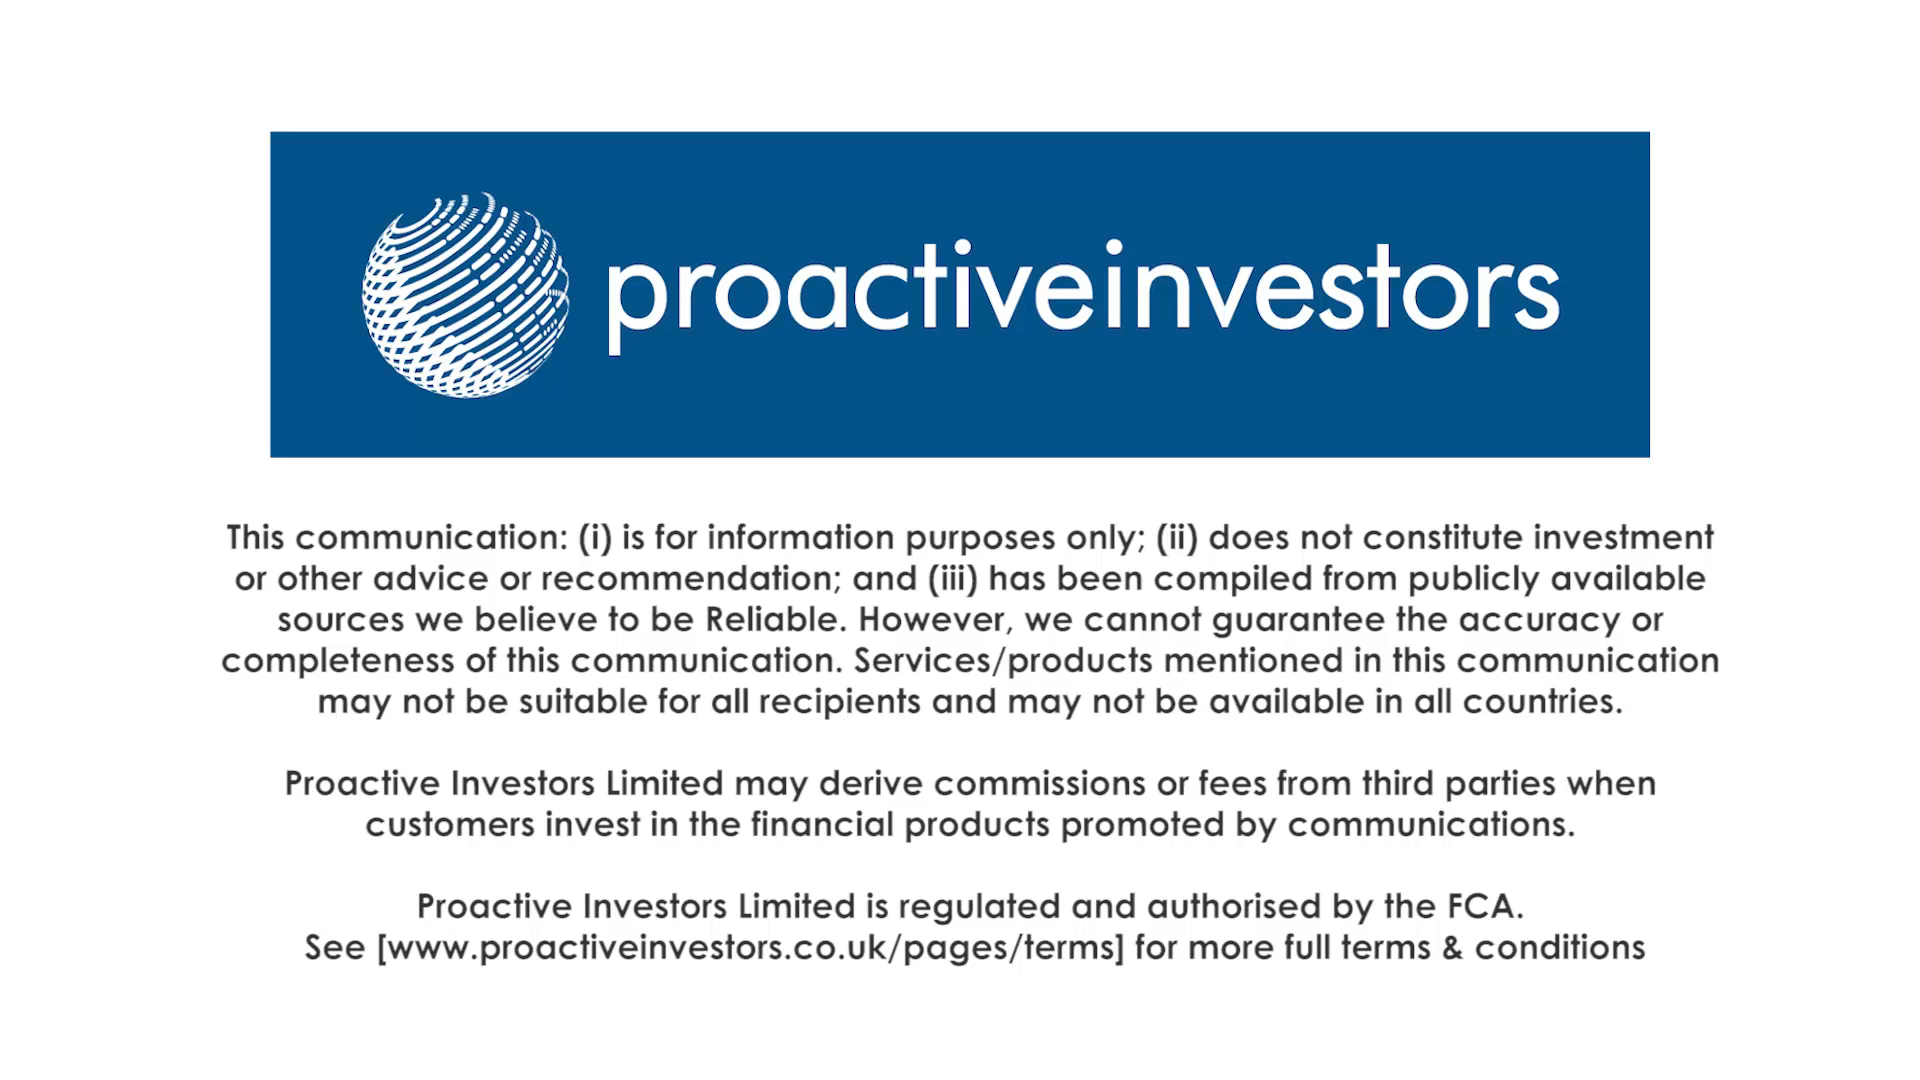 proactiveinvestors
This communication: (i) is for information purposes only; (ii) does not constitute investment
or other advice or recommendation; and (iii) has been compiled from publicly available
sources we believe to be Reliable. However, we cannot guarantee the accuracy or
completeness of this communication. Services/products mentioned in this communication
may not be suitable for all recipients and may not be available in all countries.
Proactive Investors Limited may derive commissions or fees from third parties when
customers invest in the financial products promoted by communications.
Proactive Investors Limited is regulated and authorised by the FCA.
See [www.proactiveinvestors.co.uk/pages/terms] for more full terms & conditions